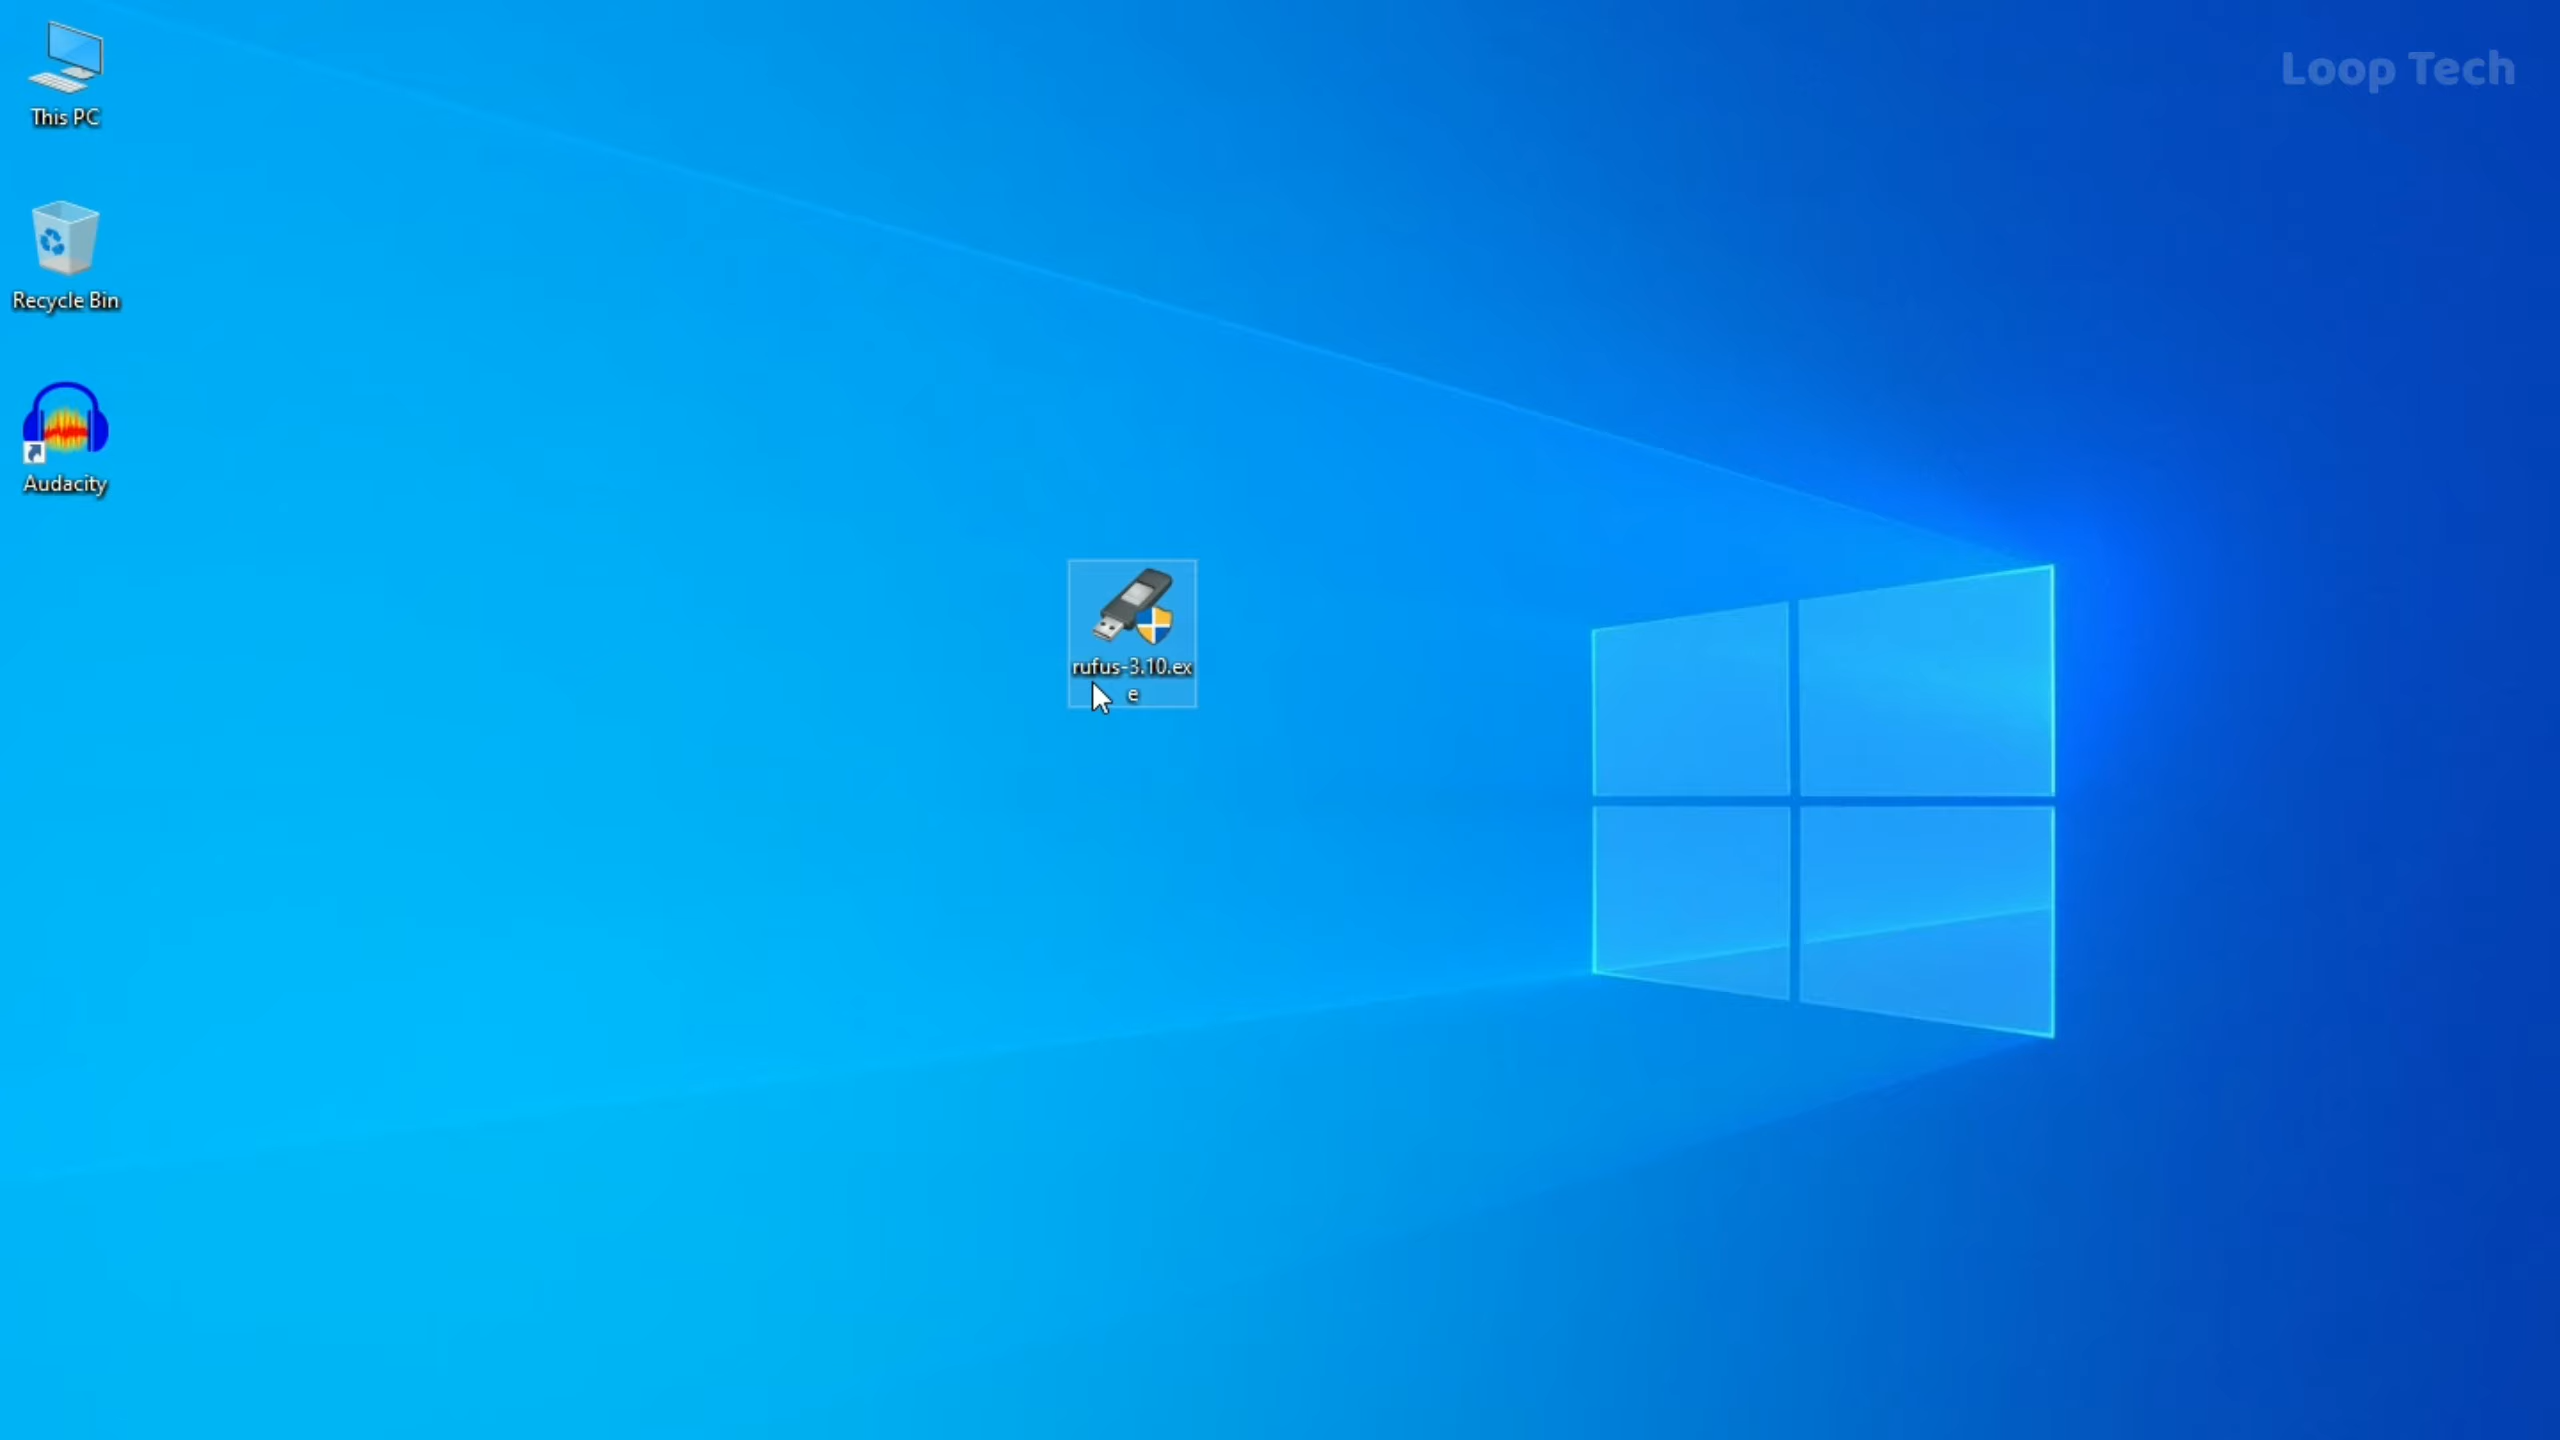 Loop Tech
This PC
Recycle Bin
Audacity
rufus-3.10.ex
e